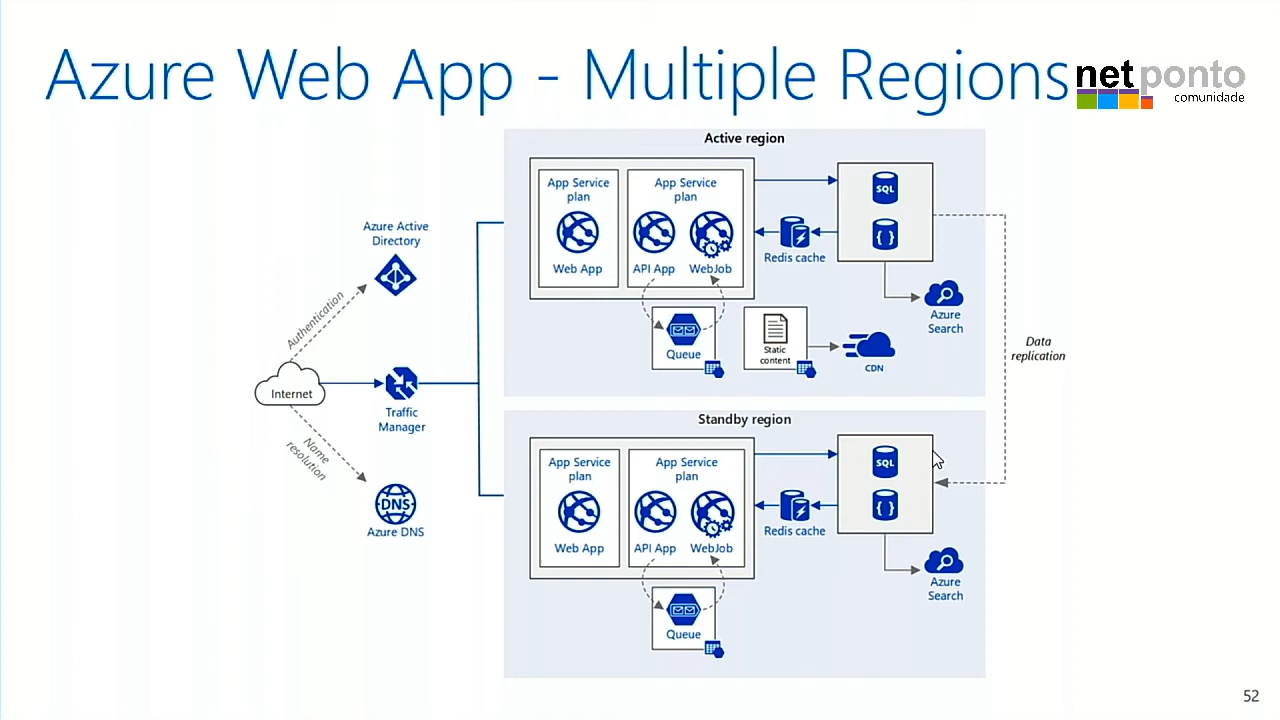 Azure Web App - Multiple Regions
netponto
comunidade
Active region
App Service
plan
Web App
App Service
plan
API App
WebJob
SQL
{ }
Redis cache
Azure
Search
Queue
Static
content
CDN
Azure Active
Directory
Authentication
Internet
Traffic
Manager
Name
resolution
DNS
Azure DNS
Data
replication
Standby region
App Service
plan
Web App
App Service
plan
API App
WebJob
SQL
{ }
Redis cache
Azure
Search
Queue
52